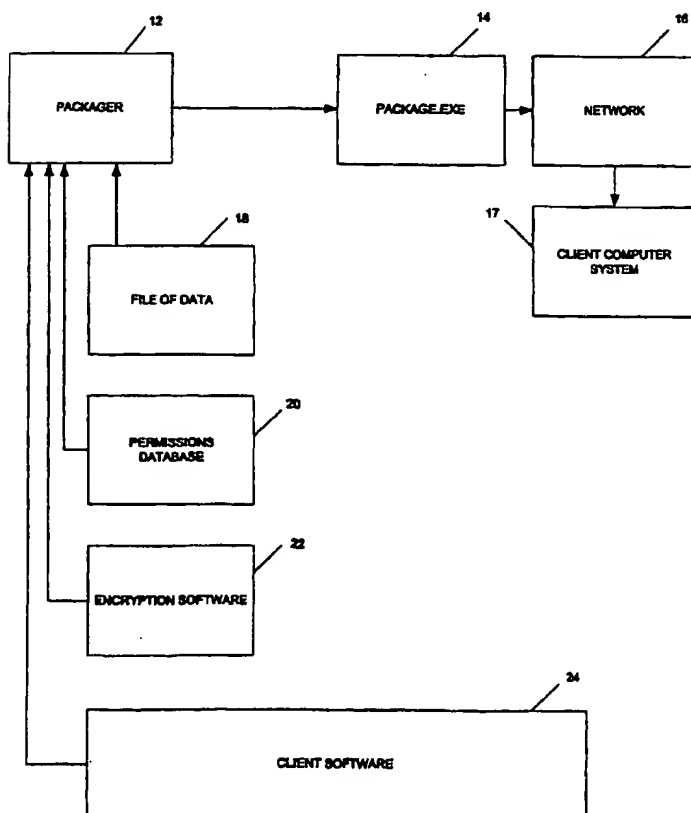 12
14
16
PACKAGER
PACKAGE.EXE
NETWORK
18
17
FILE OF DATA
CLIENT COMPUTER
SYSTEM
20
PERMISSIONS
DATABASE
22
ENCRYPTION SOFTWARE
24
CLIENT SOFTWARE